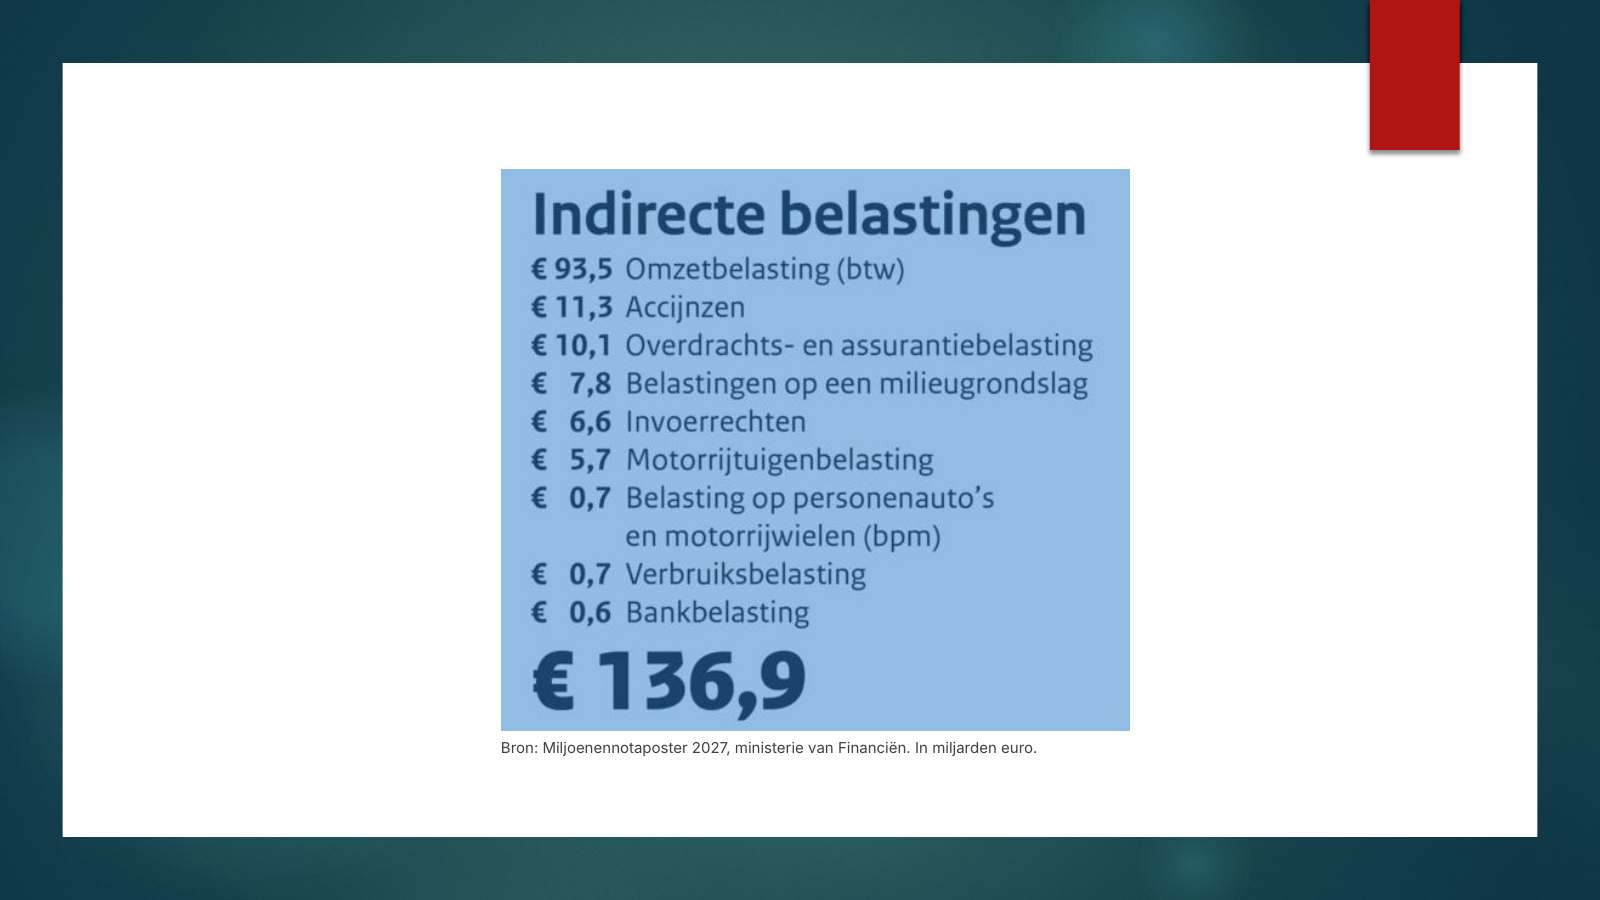 Indirecte belastingen
€ 93,5 Omzetbelasting (btw)
€ 11,3 Accijnzen
€ 10,1 Overdrachts- en assurantiebelasting
€ 7,8 Belastingen op een milieugrondslag
€ 6,6 Invoerrechten
€ 5,7 Motorrijtuigenbelasting
€ 0,7 Belasting op personenauto’s
en motorrijwielen (bpm)
€ 0,7 Verbruiksbelasting
€ 0,6 Bankbelasting
€ 136,9
Bron: Miljoenennotaposter 2027, ministerie van Financiën. In miljarden euro.